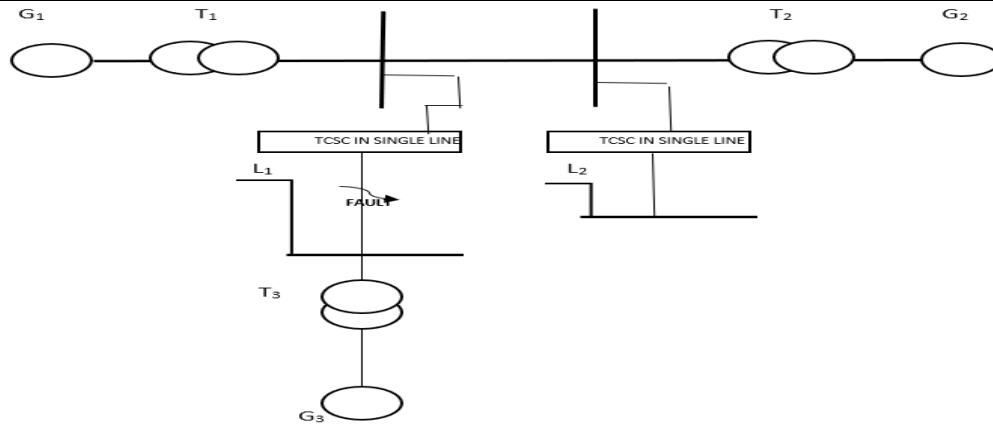 G₁
T₁
T₂
G₂
TCSC IN SINGLE LINE
TCSC IN SINGLE LINE
L₁
L₂
FAULT
T₃
G₃